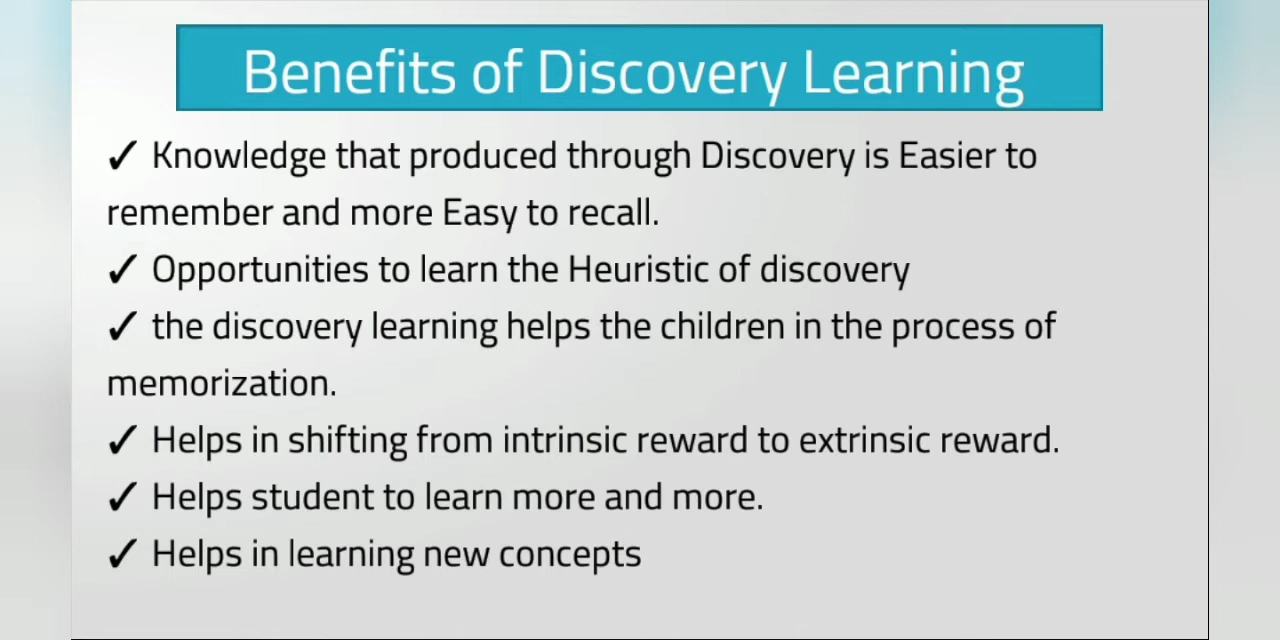 Benefits of Discovery Learning
✓ Knowledge that produced through Discovery is Easier to
remember and more Easy to recall.
✓ Opportunities to learn the Heuristic of discovery
✓ the discovery learning helps the children in the process of
memorization.
✓ Helps in shifting from intrinsic reward to extrinsic reward.
✓ Helps student to learn more and more.
✓ Helps in learning new concepts